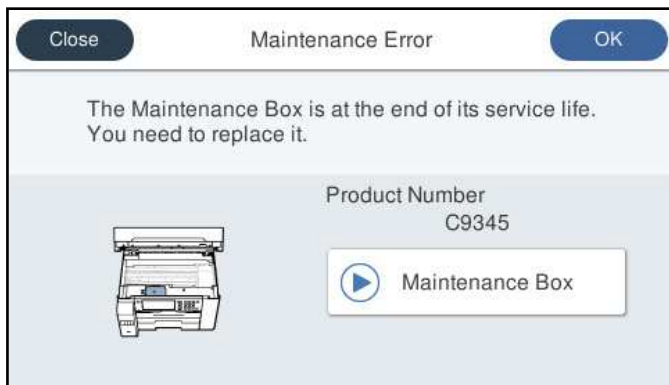 Close
Maintenance Error
OK
The Maintenance Box is at the end of its service life.
You need to replace it.
Product Number
C9345
Maintenance Box